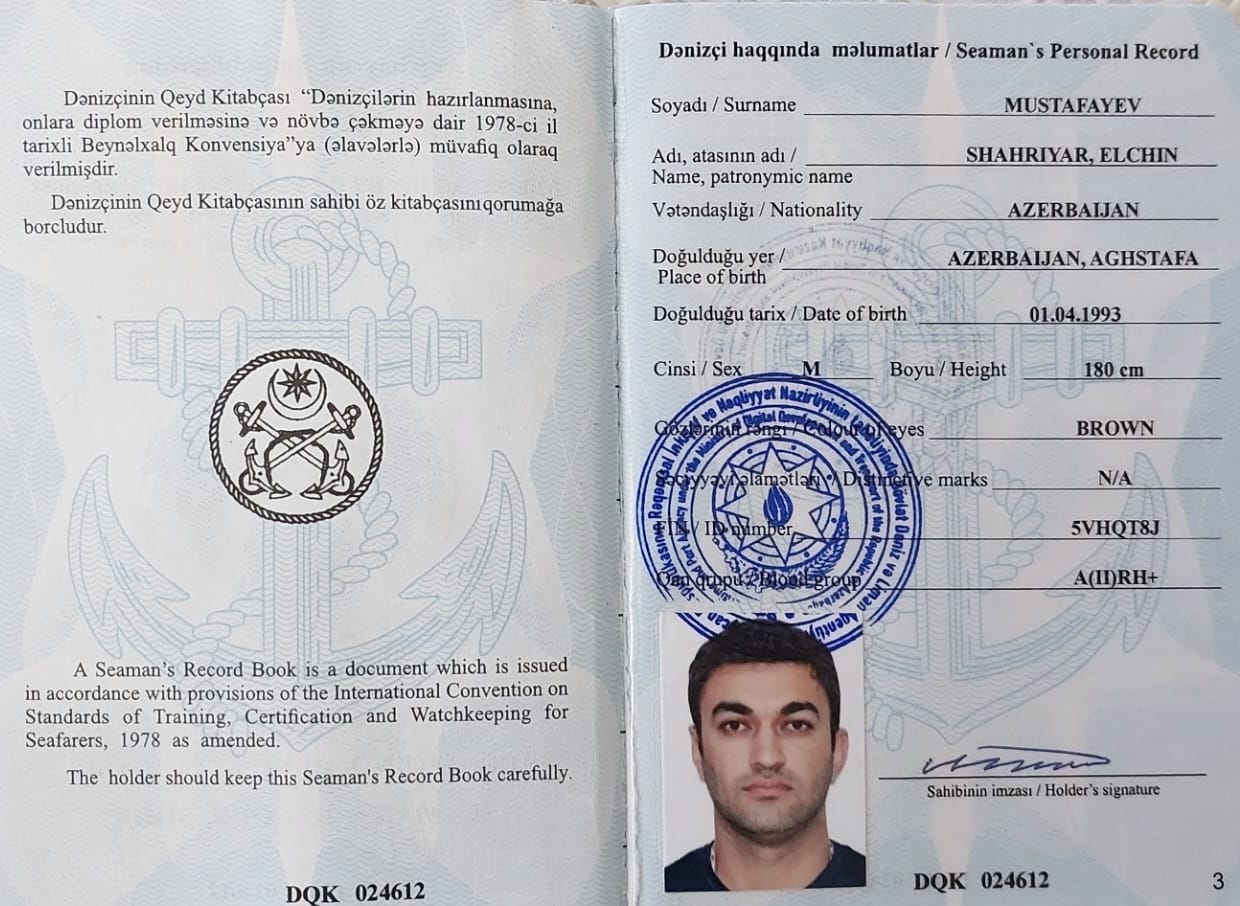 Dənizçinin Qeyd Kitabçası “Dənizçilərin hazırlanmasına,
onlara diplom verilməsinə və növbə çəkməyə dair 1978-ci il
tarixli Beynəlxalq Konvensiya”ya (əlavələrlə) müvafiq olaraq
verilmişdir.
Dənizçinin Qeyd Kitabçasının sahibi öz kitabçasını qorumağa
borcludur.
A Seaman’s Record Book is a document which is issued
in accordance with provisions of the International Convention on
Standards of Training, Certification and Watchkeeping for
Seafarers, 1978 as amended.
The holder should keep this Seaman's Record Book carefully.
DQK 024612
Dənizçi haqqında məlumatlar / Seaman`s Personal Record
Soyadı / Surname MUSTAFAYEV
Adı, atasının adı / SHAHRIYAR, ELCHIN
Name, patronymic name
Vətəndaşlığı / Nationality AZERBAIJAN
Doğulduğu yer / AZERBAIJAN, AGHSTAFA
Place of birth
Doğulduğu tarix / Date of birth 01.04.1993
Cinsi / Sex M Boyu / Height 180 cm
Gözlərinin rəngi / Colour of eyes BROWN
əlamətləri / Distinctive marks N/A
FİN / ID number 5VHQT8J
Qan qrupu / Blood group A(II)RH+
Sahibinin imzası / Holder’s signature
DQK 024612
3